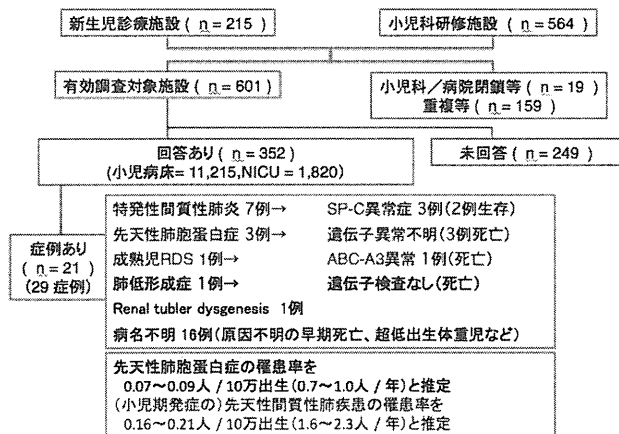 新生児診療施設 ( n = 215 )
小児科研修施設 ( n = 564 )
有効調査対象施設 ( n = 601 )
小児科／病院閉鎖等 ( n = 19 )
重複等 ( n = 159 )
回答あり ( n = 352 )
(小児病床= 11,215,NICU = 1,820)
未回答 ( n = 249 )
症例あり
( n = 21 )
(29 症例)
特発性間質性肺炎 7例→ SP-C異常症 3例(2例生存)
先天性肺胞蛋白症 3例→ 遺伝子異常不明(3例死亡)
成熟児RDS 1例→ ABC-A3異常 1例(死亡)
肺低形成症 1例→ 遺伝子検査なし(死亡)
Renal tubler dysgenesis 1例
病名不明 16例(原因不明の早期死亡、超低出生体重児など)
先天性肺胞蛋白症の罹患率を
0.07～0.09人 / 10万出生(0.7～1.0人 / 年)と推定
(小児期発症の)先天性間質性肺疾患の罹患率を
0.16～0.21人 / 10万出生(1.6～2.3人 / 年)と推定